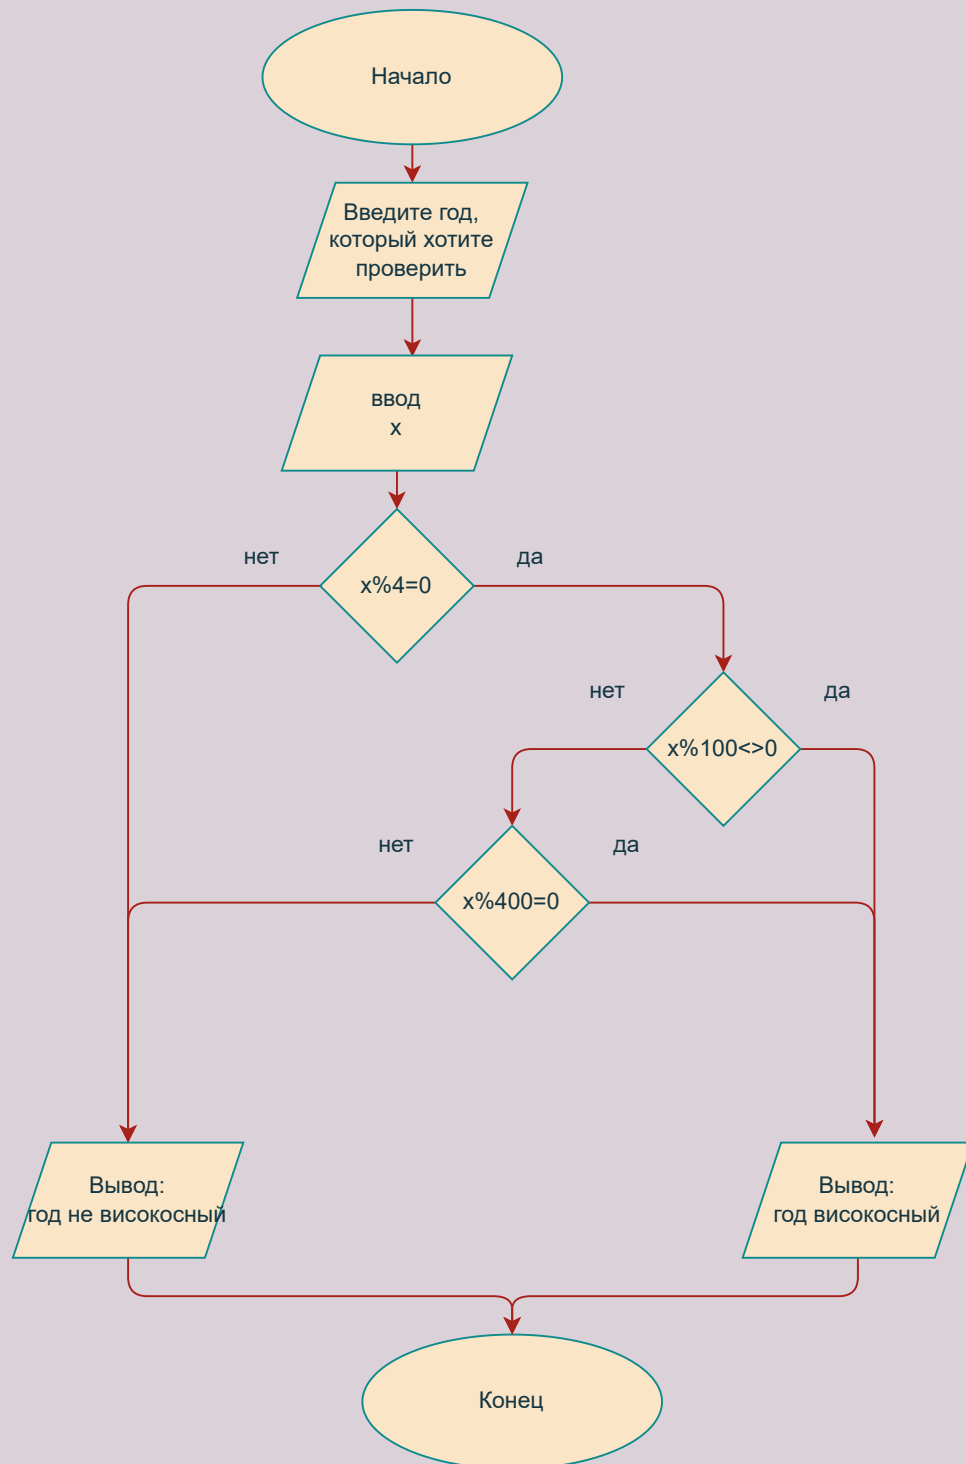 Начало
Введите год,
который хотите
проверить
ввод
x
нет
да
x%4=0
нет
да
x%100<>0
нет
да
x%400=0
Вывод:
год не високосный
Вывод:
год високосный
Конец